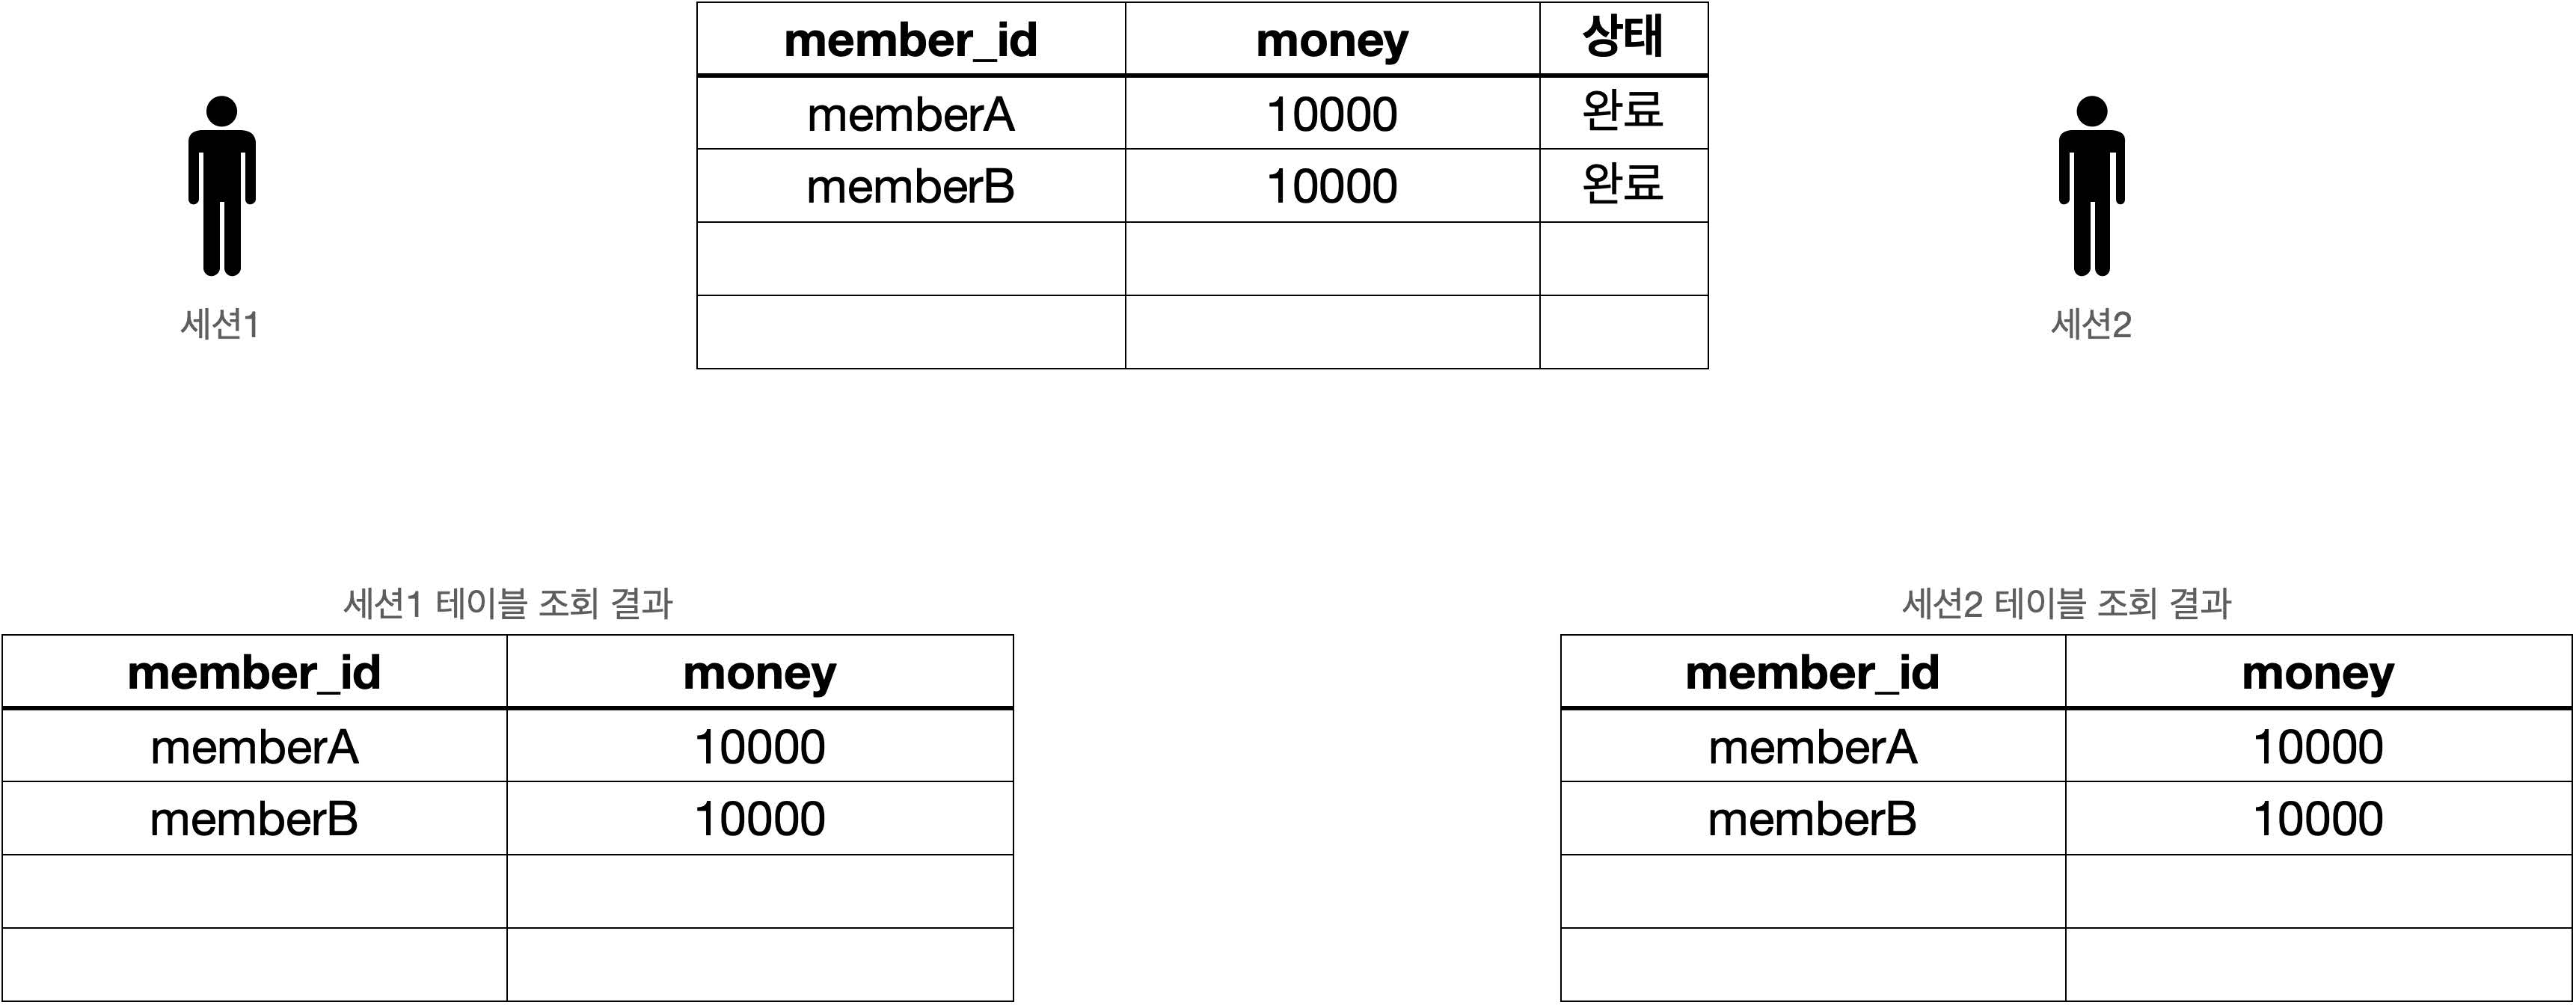 member_id money 상태
memberA 10000 완료
memberB 10000 완료
세션1
세션2
세션1 테이블 조회 결과
member_id money
memberA 10000
memberB 10000
세션2 테이블 조회 결과
member_id money
memberA 10000
memberB 10000